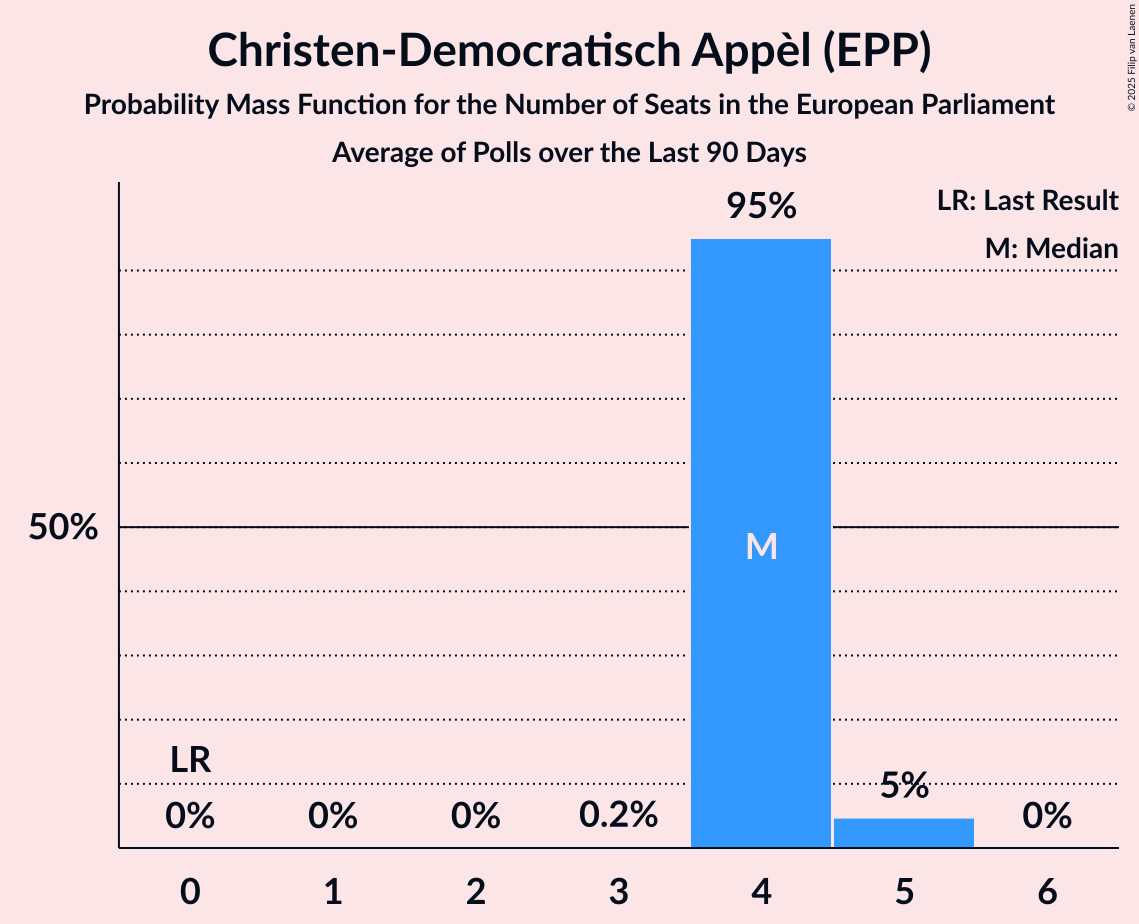 Christen-Democratisch Appèl (EPP)
Probability Mass Function for the Number of Seats in the European Parliament
Average of Polls over the Last 90 Days
© 2025 Filip van Laenen
LR: Last Result
M: Median
95%
50%
M
LR
0%
0%
0%
0.2%
5%
0%
0
1
2
3
4
5
6